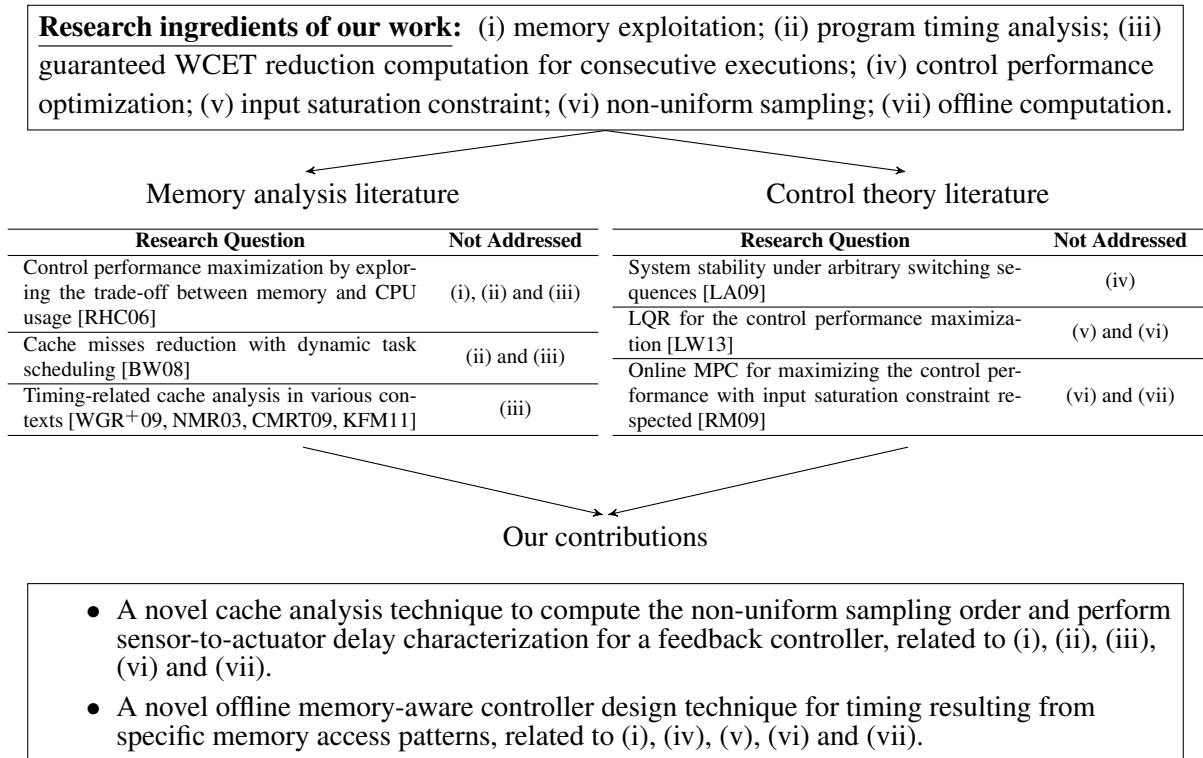 Research ingredients of our work: (i) memory exploitation; (ii) program timing analysis; (iii)
guaranteed WCET reduction computation for consecutive executions; (iv) control performance
optimization; (v) input saturation constraint; (vi) non-uniform sampling; (vii) offline computation.
Memory analysis literature
Research Question Not Addressed
Control performance maximization by explor-
ing the trade-off between memory and CPU
usage [RHC06]
(i), (ii) and (iii)
Cache misses reduction with dynamic task
scheduling [BW08]
(ii) and (iii)
Timing-related cache analysis in various con-
texts [WGR+09, NMR03, CMRT09, KFM11]
(iii)
Control theory literature
Research Question Not Addressed
System stability under arbitrary switching se-
quences [LA09]
(iv)
LQR for the control performance maximiza-
tion [LW13]
(v) and (vi)
Online MPC for maximizing the control per-
formance with input saturation constraint re-
spected [RM09]
(vi) and (vii)
Our contributions
• A novel cache analysis technique to compute the non-uniform sampling order and perform
sensor-to-actuator delay characterization for a feedback controller, related to (i), (ii), (iii),
(vi) and (vii).
• A novel offline memory-aware controller design technique for timing resulting from
specific memory access patterns, related to (i), (iv), (v), (vi) and (vii).